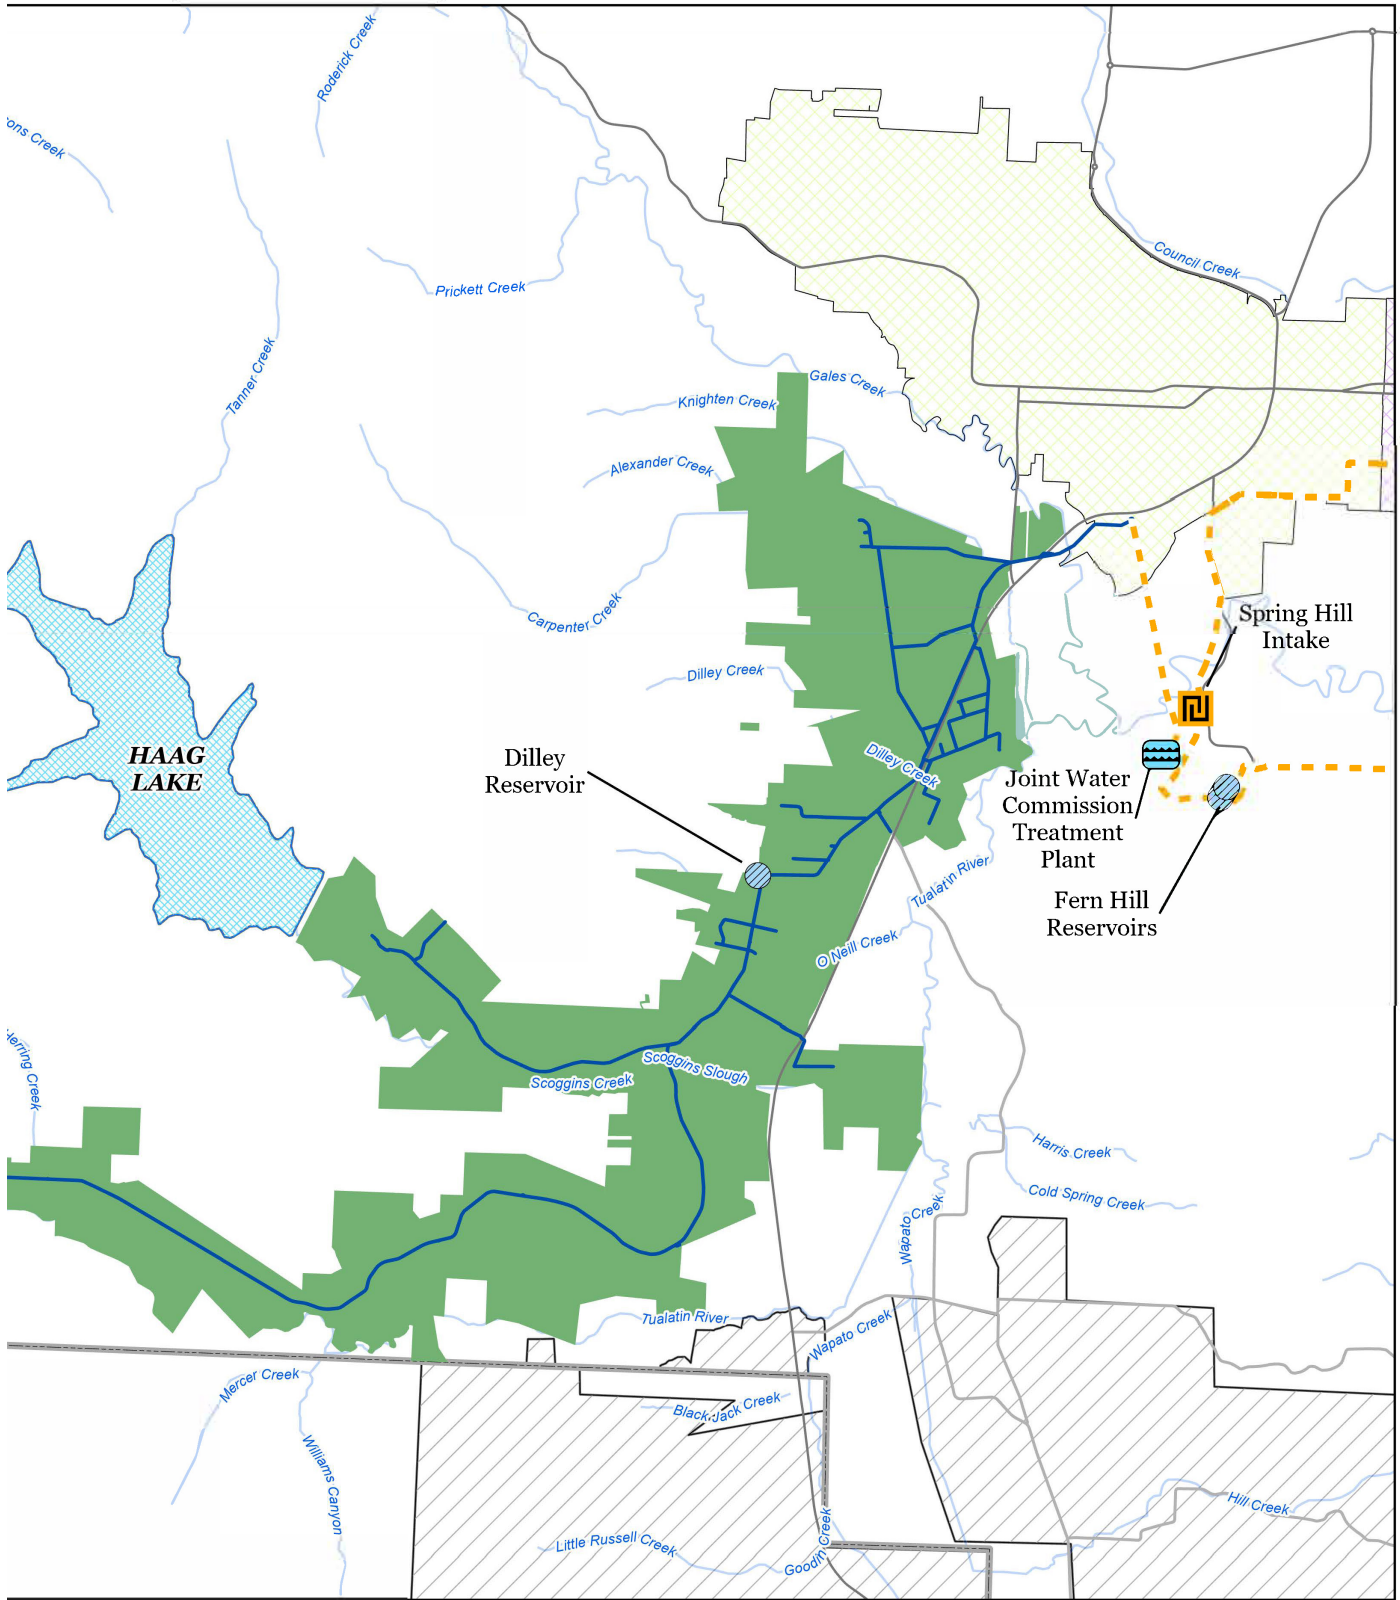 Roderick Creek
ons Creek
Council Creek
Prickett Creek
Tanner Creek
Gales Creek
Knighten Creek
Alexander Creek
Carpenter Creek
Spring Hill
Intake
Dilley Creek
HAAG
LAKE
Dilley
Reservoir
Dilley Creek
Joint Water
Commission
Treatment
Plant
Tualatin River
Fern Hill
Reservoirs
O Neill Creek
Herring Creek
Scoggins Slough
Scoggins Creek
Harris Creek
Cold Spring Creek
Wapato Creek
Tualatin River
Wapato Creek
Mercer Creek
Black Jack Creek
Williams Canyon
Hill Creek
Little Russell Creek
Goodin Creek